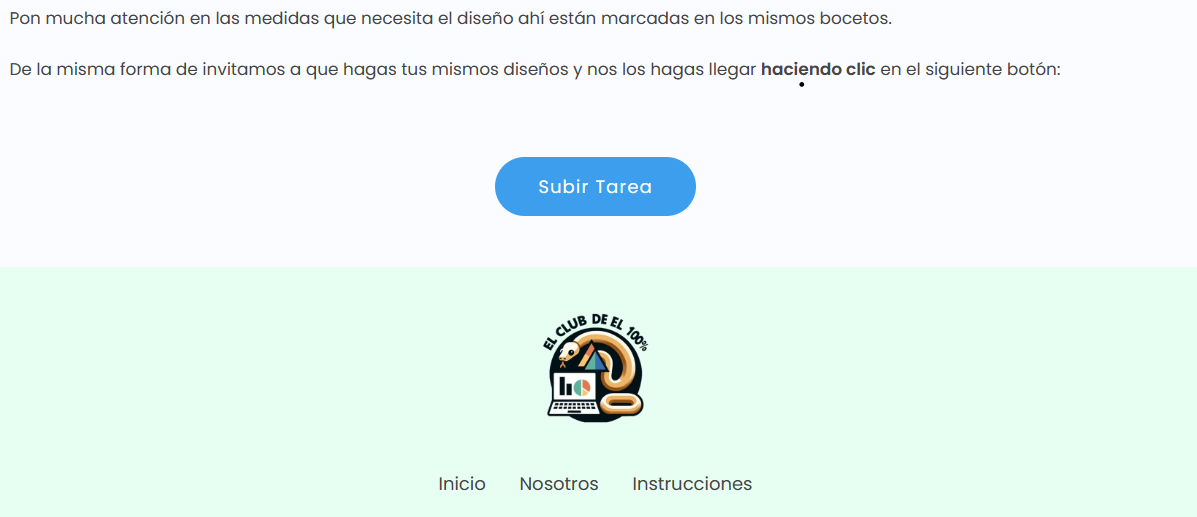 Pon mucha atención en las medidas que necesita el diseño ahí están marcadas en los mismos bocetos.
De la misma forma de invitamos a que hagas tus mismos diseños y nos los hagas llegar haciendo clic en el siguiente botón:
Subir Tarea
EL CLUB DE EL 100%
Inicio Nosotros Instrucciones